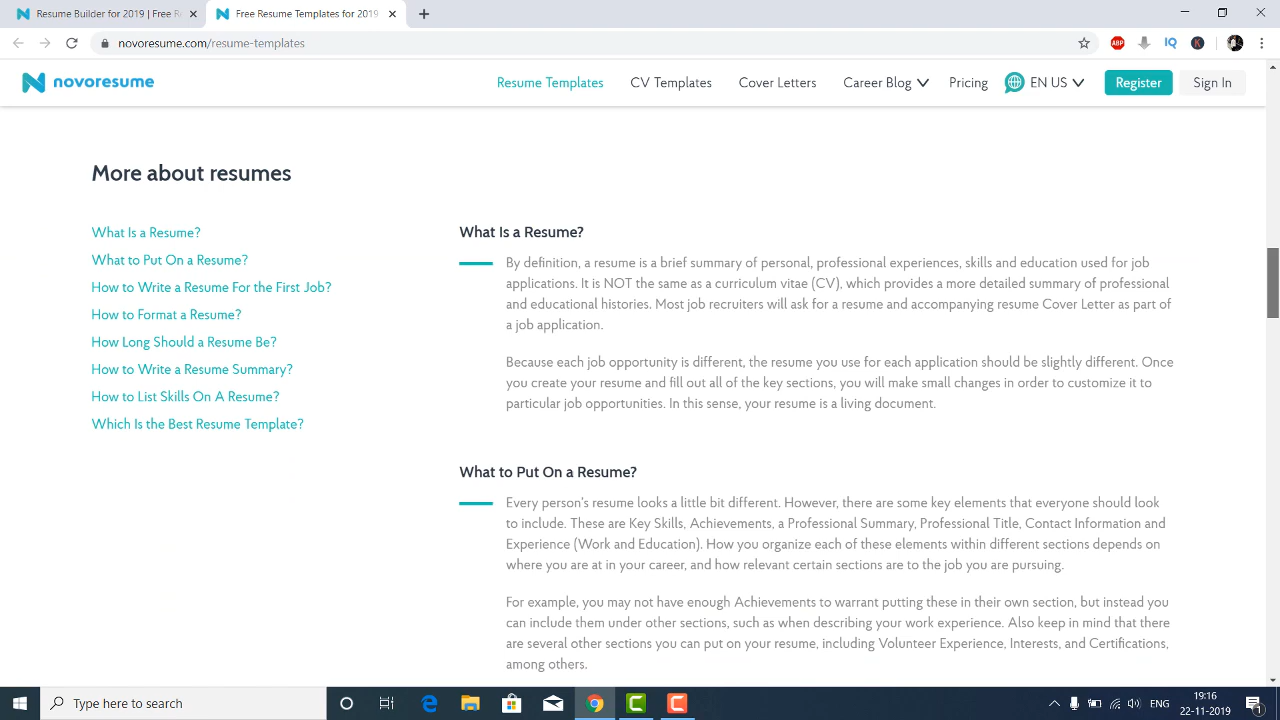 Resume Builder for 2019 | Free R
Free Resume Templates for 2019
novoresume.com/resume-templates
ABP
IQ
K
novoresume
Resume Templates
CV Templates
Cover Letters
Career Blog
Pricing
EN US
Register
Sign In
More about resumes
What Is a Resume?
What to Put On a Resume?
How to Write a Resume For the First Job?
How to Format a Resume?
How Long Should a Resume Be?
How to Write a Resume Summary?
How to List Skills On A Resume?
Which Is the Best Resume Template?
What Is a Resume?
By definition, a resume is a brief summary of personal, professional experiences, skills and education used for job
applications. It is NOT the same as a curriculum vitae (CV), which provides a more detailed summary of professional
and educational histories. Most job recruiters will ask for a resume and accompanying resume Cover Letter as part of
a job application.
Because each job opportunity is different, the resume you use for each application should be slightly different. Once
you create your resume and fill out all of the key sections, you will make small changes in order to customize it to
particular job opportunities. In this sense, your resume is a living document.
What to Put On a Resume?
Every person's resume looks a little bit different. However, there are some key elements that everyone should look
to include. These are Key Skills, Achievements, a Professional Summary, Professional Title, Contact Information and
Experience (Work and Education). How you organize each of these elements within different sections depends on
where you are at in your career, and how relevant certain sections are to the job you are pursuing.
For example, you may not have enough Achievements to warrant putting these in their own section, but instead you
can include them under other sections, such as when describing your work experience. Also keep in mind that there
are several other sections you can put on your resume, including Volunteer Experience, Interests, and Certifications,
among others.
Type here to search
ENG
19:16
22-11-2019